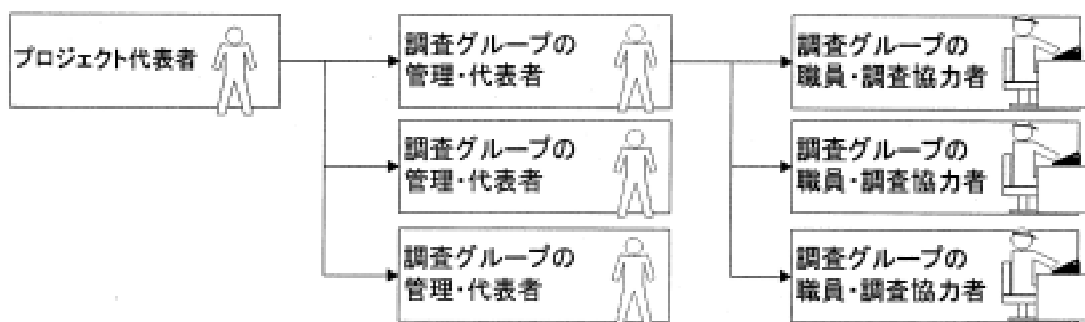 プロジェクト代表者
調査グループの
管理・代表者
調査グループの
職員・調査協力者
調査グループの
管理・代表者
調査グループの
職員・調査協力者
調査グループの
管理・代表者
調査グループの
職員・調査協力者